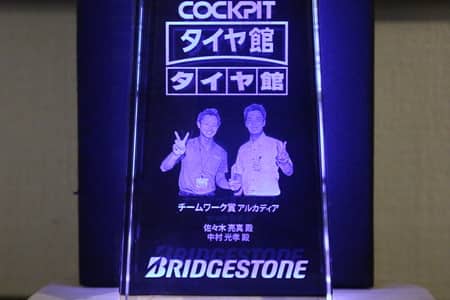 COCKPIT
タイヤ館
タイヤ館
チームワーク賞 アルカディア
佐々木 亮真 殿
中村 光孝 殿
BRIDGESTONE